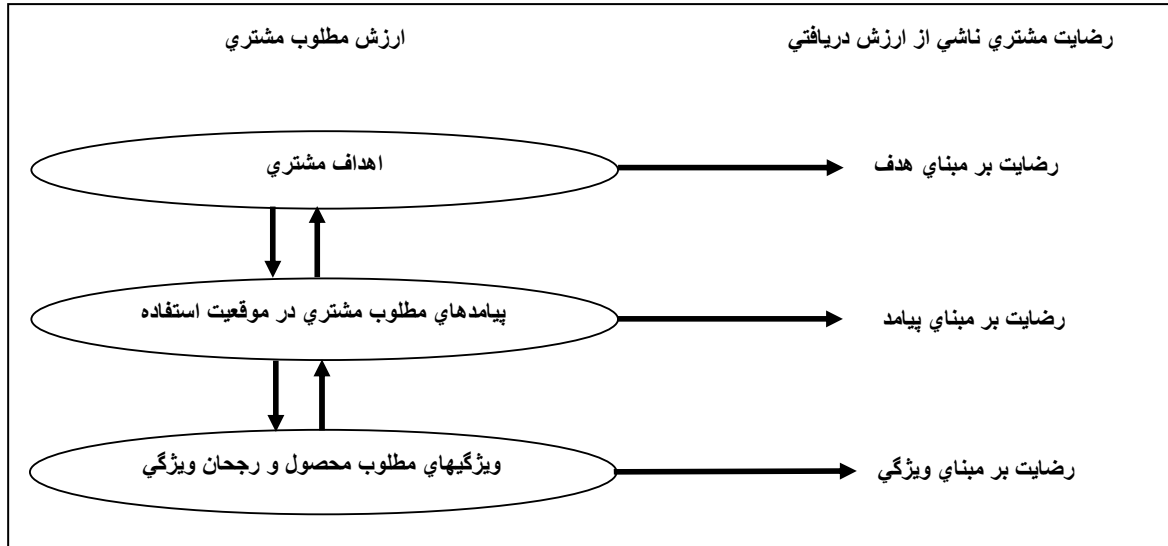 رضايت مشتري ناشي از ارزش دريافتي
ارزش مطلوب مشتري
رضايت بر مبناي هدف
اهداف مشتري
رضايت بر مبناي پيامد
پيامدهاي مطلوب مشتري در موقعيت استفاده
رضايت بر مبناي ويژگي
ويژگيهاي مطلوب محصول و رجحان ويژگي